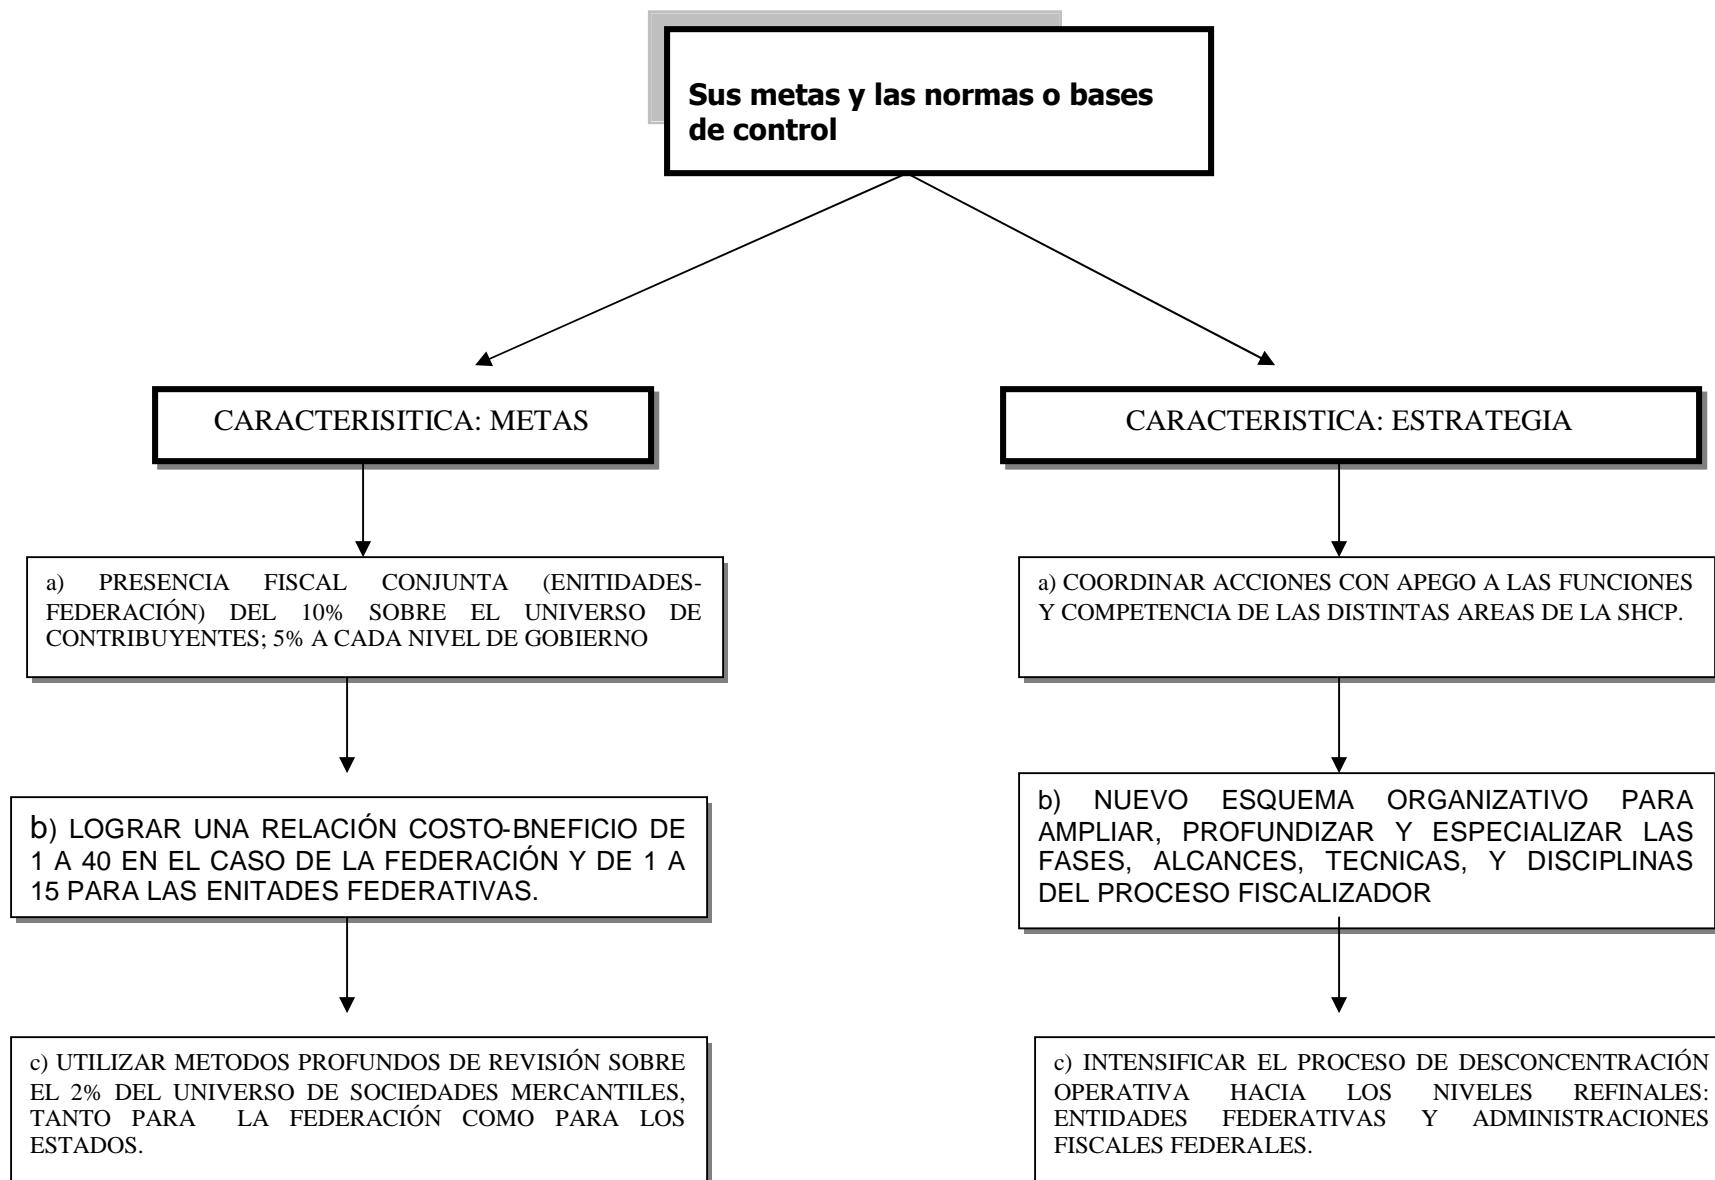 Sus metas y las normas o bases
de control
CARACTERISITICA: METAS
a) PRESENCIA FISCAL CONJUNTA (ENITIDADES-
FEDERACIÓN) DEL 10% SOBRE EL UNIVERSO DE
CONTRIBUYENTES; 5% A CADA NIVEL DE GOBIERNO
b) LOGRAR UNA RELACIÓN COSTO-BNEFICIO DE
1 A 40 EN EL CASO DE LA FEDERACIÓN Y DE 1 A
15 PARA LAS ENITADES FEDERATIVAS.
c) UTILIZAR METODOS PROFUNDOS DE REVISIÓN SOBRE
EL 2% DEL UNIVERSO DE SOCIEDADES MERCANTILES,
TANTO PARA LA FEDERACIÓN COMO PARA LOS
ESTADOS.
CARACTERISTICA: ESTRATEGIA
a) COORDINAR ACCIONES CON APEGO A LAS FUNCIONES
Y COMPETENCIA DE LAS DISTINTAS AREAS DE LA SHCP.
b) NUEVO ESQUEMA ORGANIZATIVO PARA
AMPLIAR, PROFUNDIZAR Y ESPECIALIZAR LAS
FASES, ALCANCES, TECNICAS, Y DISCIPLINAS
DEL PROCESO FISCALIZADOR
c) INTENSIFICAR EL PROCESO DE DESCONCENTRACIÓN
OPERATIVA HACIA LOS NIVELES REFINALES:
ENTIDADES FEDERATIVAS Y ADMINISTRACIONES
FISCALES FEDERALES.